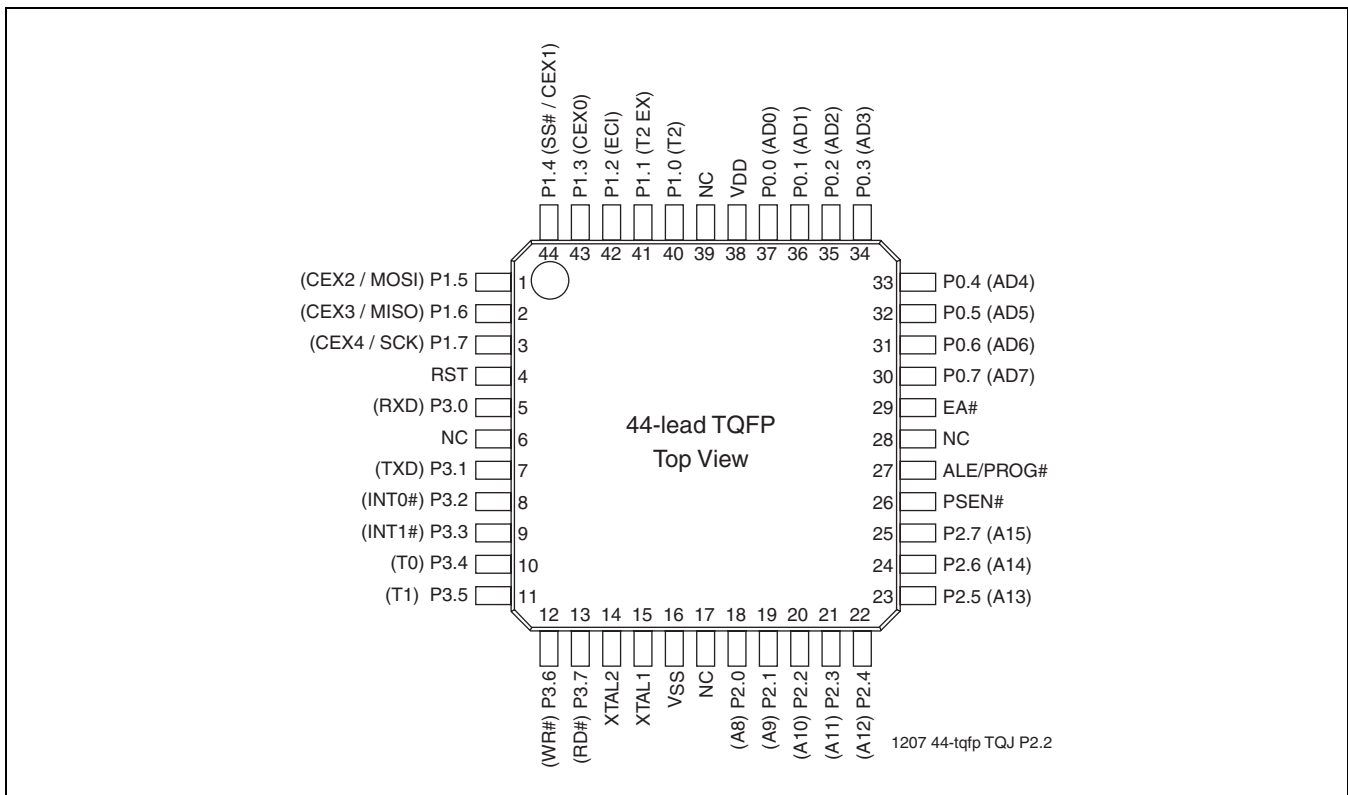 P1.4 (SS# / CEX1)
P1.3 (CEX0)
P1.2 (ECI)
P1.1 (T2 EX)
P1.0 (T2)
NC
VDD
P0.0 (AD0)
P0.1 (AD1)
P0.2 (AD2)
P0.3 (AD3)
44 43 42 41 40 39 38 37 36 35 34
(CEX2 / MOSI) P1.5 1
(CEX3 / MISO) P1.6 2
(CEX4 / SCK) P1.7 3
RST 4
(RXD) P3.0 5
NC 6
(TXD) P3.1 7
(INT0#) P3.2 8
(INT1#) P3.3 9
(T0) P3.4 10
(T1) P3.5 11
44-lead TQFP
Top View
33 P0.4 (AD4)
32 P0.5 (AD5)
31 P0.6 (AD6)
30 P0.7 (AD7)
29 EA#
28 NC
27 ALE/PROG#
26 PSEN#
25 P2.7 (A15)
24 P2.6 (A14)
23 P2.5 (A13)
12 13 14 15 16 17 18 19 20 21 22
(WR#) P3.6
(RD#) P3.7
XTAL2
XTAL1
VSS
NC
(A8) P2.0
(A9) P2.1
(A10) P2.2
(A11) P2.3
(A12) P2.4
1207 44-tqfp TQJ P2.2